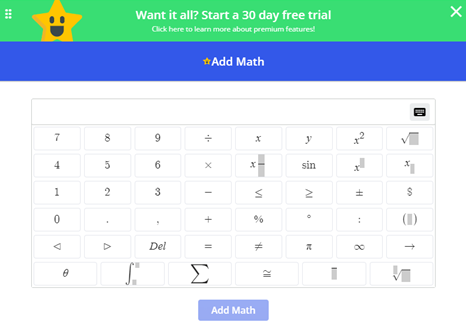 Want it all? Start a 30 day free trial
Click here to learn more about premium features!
Add Math
7 8 9 ÷ x y x² √
4 5 6 × x– sin x x
1 2 3 − ≤ ≥ ± $
0 . , + % ° : ()
◁ ▷ Del = ≠ π ∞ →
θ ∫ ∑ ≅ ‾ √
Add Math